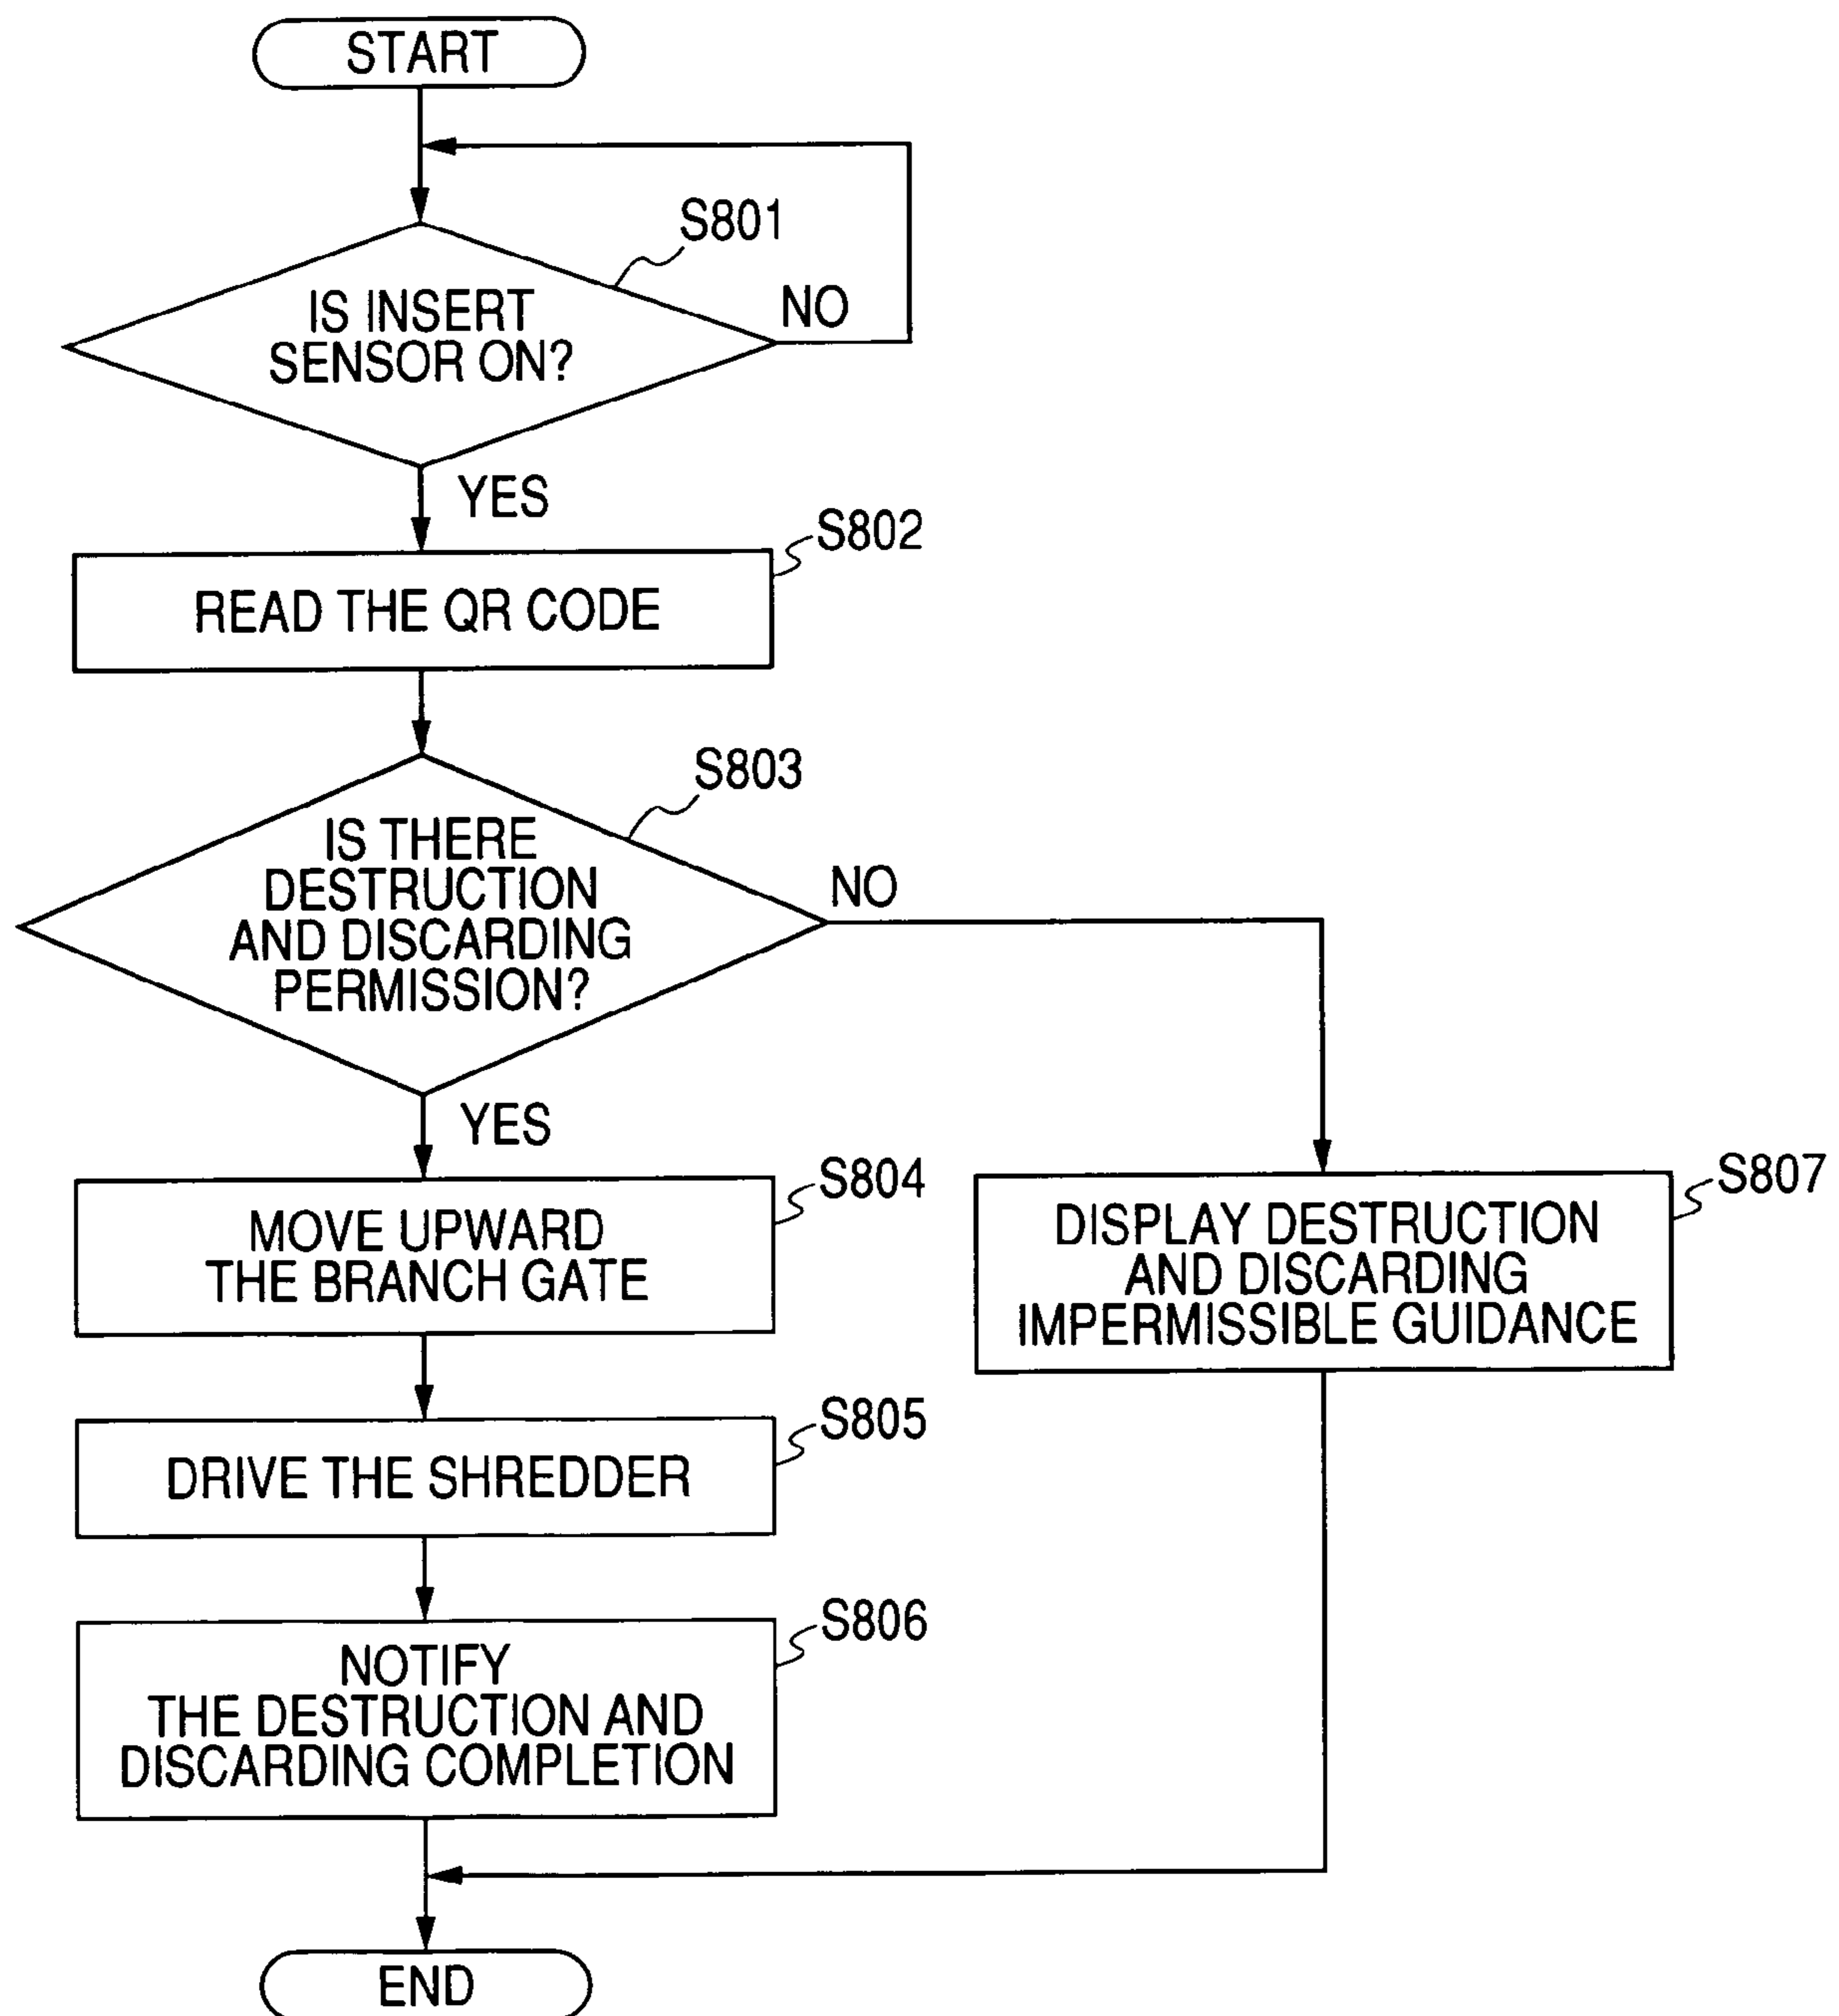 START
S801
IS INSERT
SENSOR ON?
NO
YES
S802
READ THE QR CODE
S803
IS THERE
DESTRUCTION
AND DISCARDING
PERMISSION?
NO
YES
S804
MOVE UPWARD
THE BRANCH GATE
S807
DISPLAY DESTRUCTION
AND DISCARDING
IMPERMISSIBLE GUIDANCE
S805
DRIVE THE SHREDDER
S806
NOTIFY
THE DESTRUCTION AND
DISCARDING COMPLETION
END